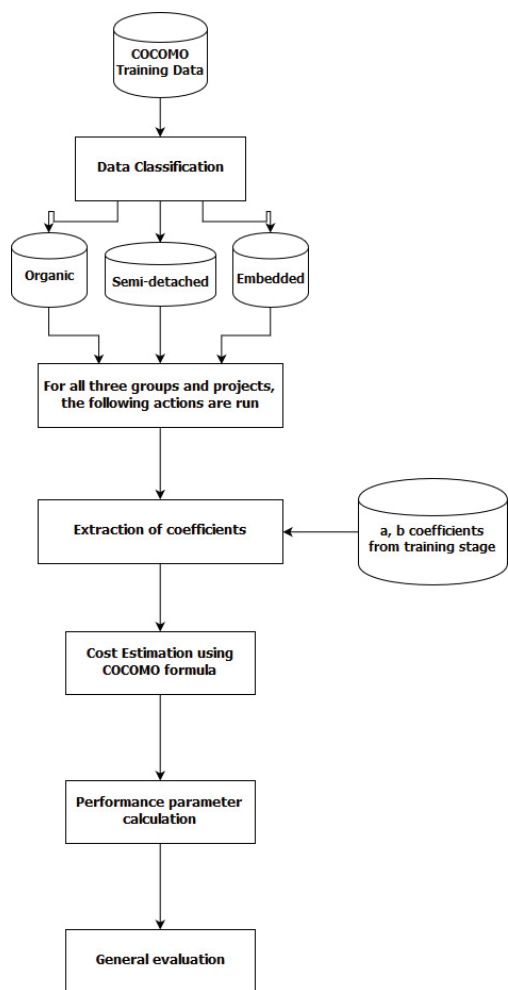 COCOMO
Training Data
Data Classification
Organic
Semi-detached
Embedded
For all three groups and projects,
the following actions are run
Extraction of coefficients
a, b coefficients
from training stage
Cost Estimation using
COCOMO formula
Performance parameter
calculation
General evaluation